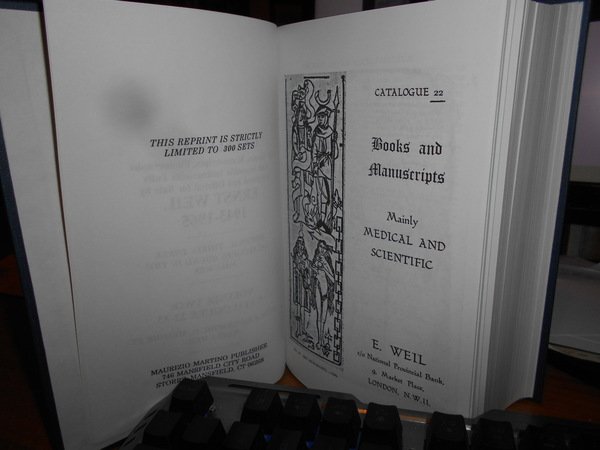 THIS REPRINT IS STRICTLY
LIMITED TO 300 SETS
MAURIZIO MARTINO PUBLISHER
746 MANSFIELD CITY ROAD
STORRS MANSFIELD, CT 06268
CATALOGUE 22
Books and
Manuscripts
Mainly
MEDICAL AND
SCIENTIFIC
E. WEIL
c/o National Provincial Bank,
9, Market Place,
LONDON, N.W.11.